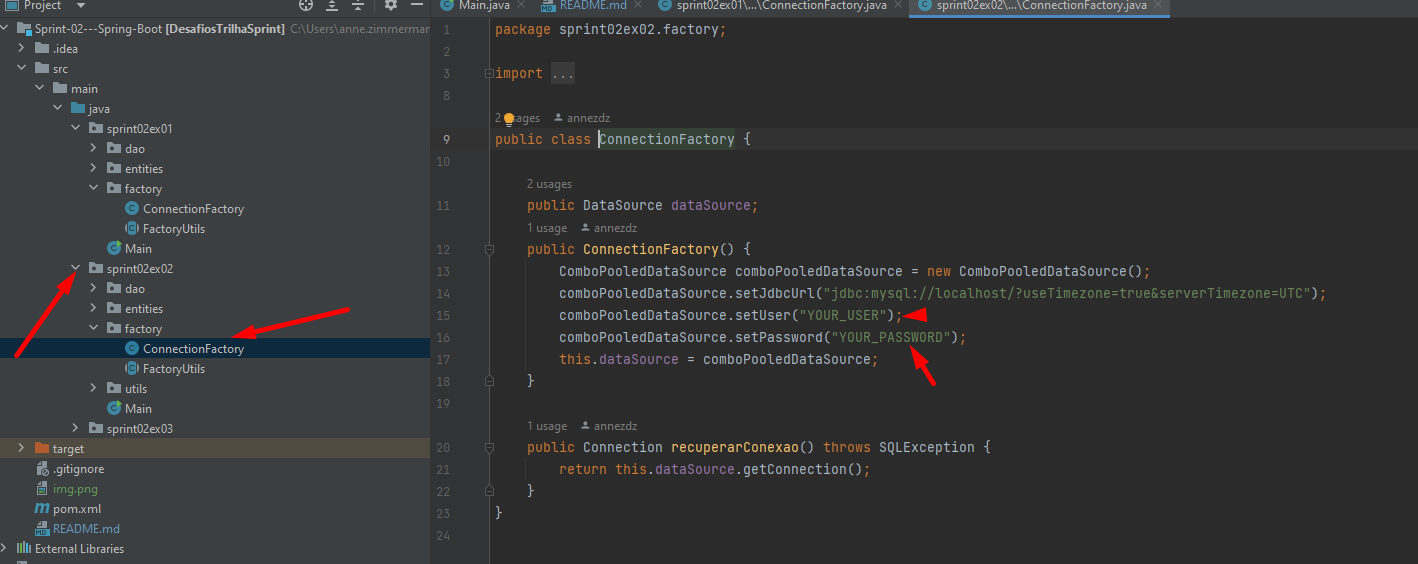 Project
Main.java
README.md
sprint02ex01\...\ConnectionFactory.java
sprint02ex02\...\ConnectionFactory.java
Sprint-02---Spring-Boot [DesafiosTrilhaSprint] C:\Users\anne.zimmerman
.idea
src
main
java
sprint02ex01
dao
entities
factory
ConnectionFactory
FactoryUtils
Main
sprint02ex02
dao
entities
factory
ConnectionFactory
FactoryUtils
utils
Main
sprint02ex03
target
.gitignore
img.png
pom.xml
README.md
External Libraries
1 package sprint02ex02.factory;
2
3 import ...
8
annezdz
9 public class ConnectionFactory {
10
2 usages
11 public DataSource dataSource;
1 usage annezdz
12 public ConnectionFactory() {
13 ComboPooledDataSource comboPooledDataSource = new ComboPooledDataSource();
14 comboPooledDataSource.setJdbcUrl("jdbc:mysql://localhost/?useTimezone=true&serverTimezone=UTC");
15 comboPooledDataSource.setUser("YOUR_USER");
16 comboPooledDataSource.setPassword("YOUR_PASSWORD");
17 this.dataSource = comboPooledDataSource;
18 }
19
1 usage annezdz
20 public Connection recuperarConexao() throws SQLException {
21 return this.dataSource.getConnection();
22 }
23 }
24